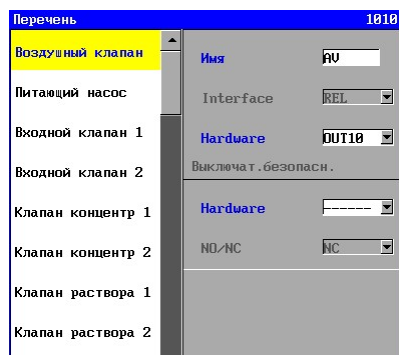 Перечень 1010
Воздушный клапан
Питающий насос
Входной клапан 1
Входной клапан 2
Клапан концентр 1
Клапан концентр 2
Клапан раствора 1
Клапан раствора 2
Имя AV
Interface REL
Hardware OUT10
Выключат.безопасн.
Hardware ------
NO/NC NC